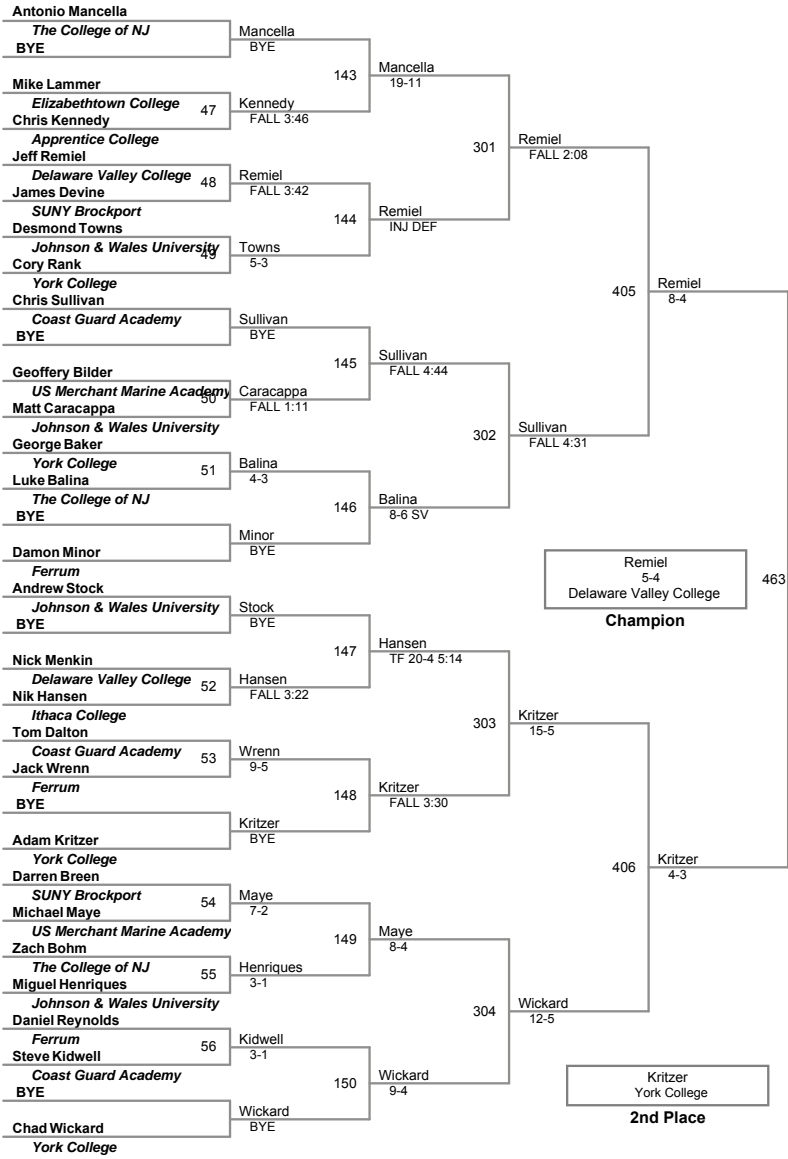 Antonio Mancella
The College of NJ
BYE
Mancella
BYE
143
Mancella
19-11
Mike Lammer
Elizabethtown College
47
Chris Kennedy
Kennedy
FALL 3:46
Apprentice College
301
Remiel
FALL 2:08
Jeff Remiel
Delaware Valley College
48
James Devine
Remiel
FALL 3:42
SUNY Brockport
144
Remiel
INJ DEF
Desmond Towns
Johnson & Wales University
49
Cory Rank
Towns
5-3
York College
405
Remiel
8-4
Chris Sullivan
Coast Guard Academy
BYE
Sullivan
BYE
145
Sullivan
FALL 4:44
Geoffery Bilder
US Merchant Marine Academy
50
Matt Caracappa
Caracappa
FALL 1:11
Johnson & Wales University
302
Sullivan
FALL 4:31
George Baker
York College
51
Luke Balina
Balina
4-3
The College of NJ
146
Balina
8-6 SV
BYE
Minor
BYE
Damon Minor
Ferrum
Remiel
5-4
Delaware Valley College
463
Champion
Andrew Stock
Johnson & Wales University
BYE
Stock
BYE
147
Hansen
TF 20-4 5:14
Nick Menkin
Delaware Valley College
52
Nik Hansen
Hansen
FALL 3:22
Ithaca College
303
Kritzer
15-5
Tom Dalton
Coast Guard Academy
53
Jack Wrenn
Wrenn
9-5
Ferrum
148
Kritzer
FALL 3:30
BYE
Kritzer
BYE
Adam Kritzer
York College
406
Kritzer
4-3
Darren Breen
SUNY Brockport
54
Michael Maye
Maye
7-2
US Merchant Marine Academy
149
Maye
8-4
Zach Bohm
The College of NJ
55
Miguel Henriques
Henriques
3-1
Johnson & Wales University
304
Wickard
12-5
Daniel Reynolds
Ferrum
56
Steve Kidwell
Kidwell
3-1
Coast Guard Academy
150
Wickard
9-4
BYE
Wickard
BYE
Chad Wickard
York College
Kritzer
York College
2nd Place